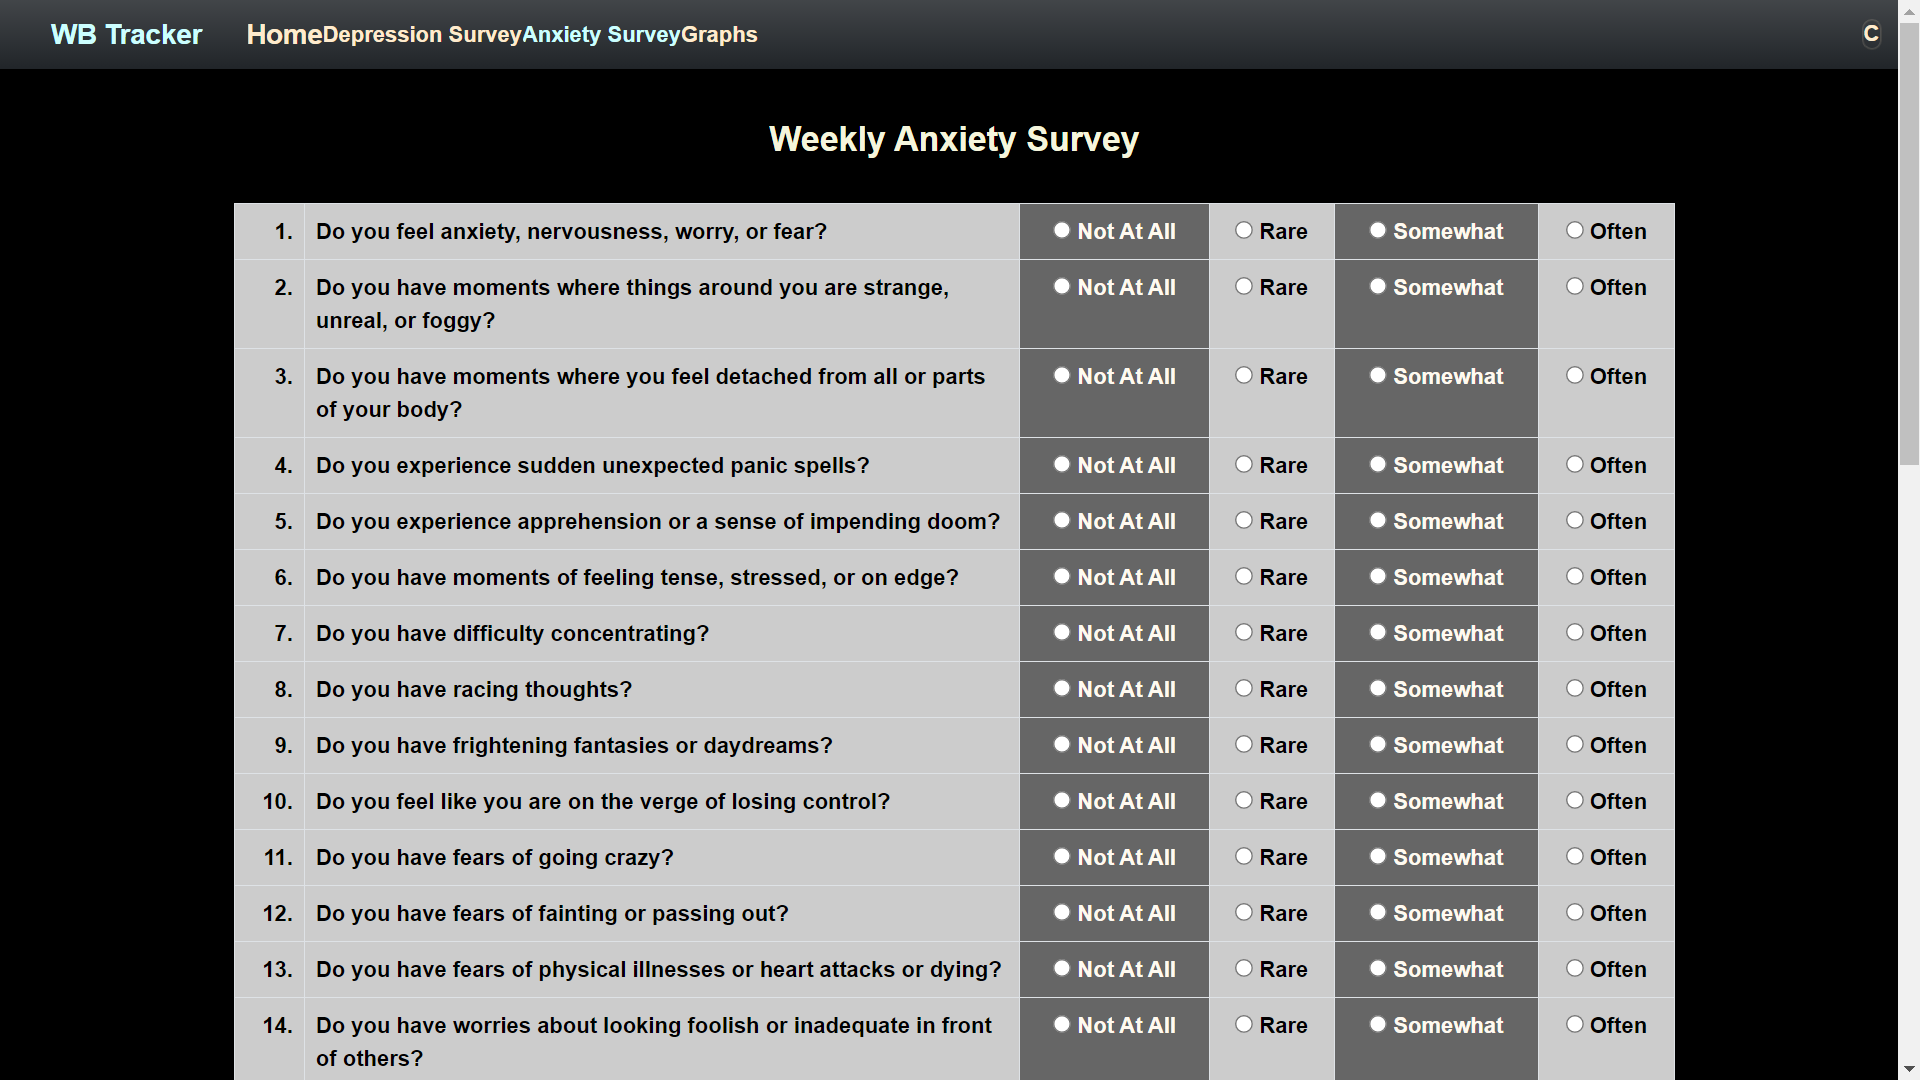 WB Tracker Home Depression Survey Anxiety Survey Graphs C
Weekly Anxiety Survey
1. Do you feel anxiety, nervousness, worry, or fear? Not At All Rare Somewhat Often
2. Do you have moments where things around you are strange, Not At All Rare Somewhat Often
unreal, or foggy?
3. Do you have moments where you feel detached from all or parts Not At All Rare Somewhat Often
of your body?
4. Do you experience sudden unexpected panic spells? Not At All Rare Somewhat Often
5. Do you experience apprehension or a sense of impending doom? Not At All Rare Somewhat Often
6. Do you have moments of feeling tense, stressed, or on edge? Not At All Rare Somewhat Often
7. Do you have difficulty concentrating? Not At All Rare Somewhat Often
8. Do you have racing thoughts? Not At All Rare Somewhat Often
9. Do you have frightening fantasies or daydreams? Not At All Rare Somewhat Often
10. Do you feel like you are on the verge of losing control? Not At All Rare Somewhat Often
11. Do you have fears of going crazy? Not At All Rare Somewhat Often
12. Do you have fears of fainting or passing out? Not At All Rare Somewhat Often
13. Do you have fears of physical illnesses or heart attacks or dying? Not At All Rare Somewhat Often
14. Do you have worries about looking foolish or inadequate in front Not At All Rare Somewhat Often
of others?